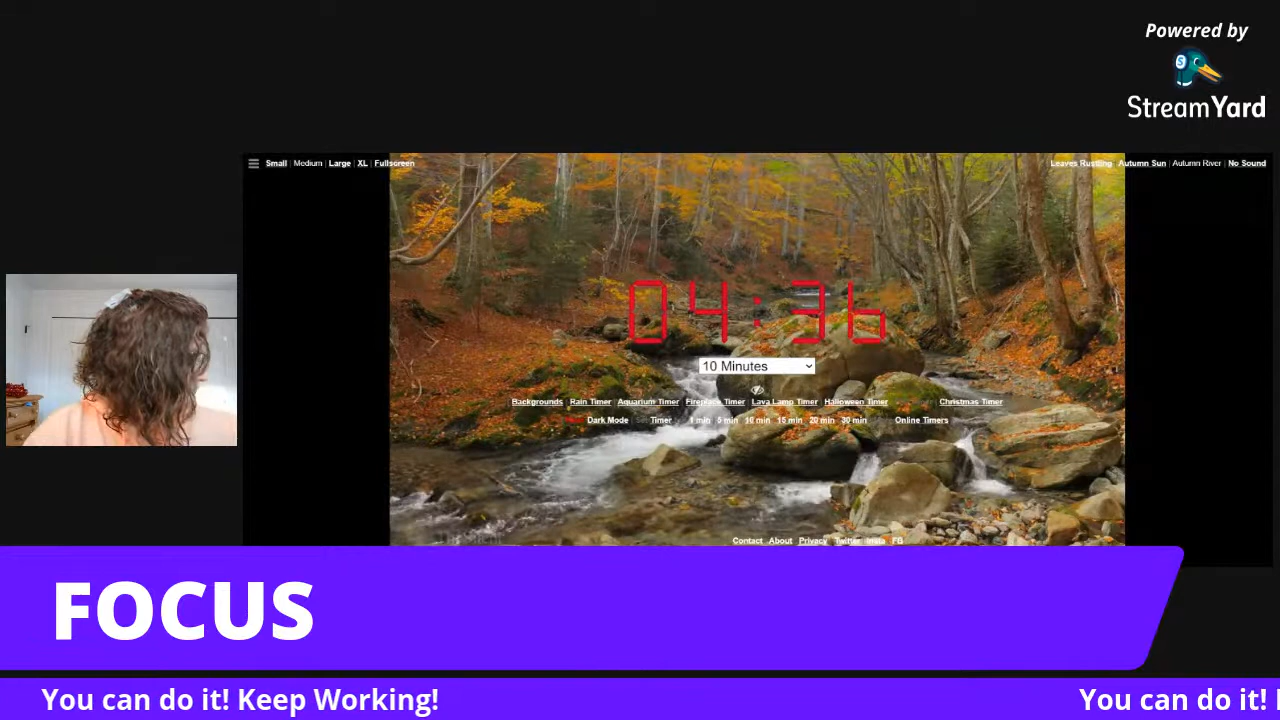 Powered by
StreamYard
Small | Medium | Large | XL | Fullscreen
Leaves Rustling | Autumn Sun | Autumn River | No Sound
04:36
10 Minutes
Backgrounds Rain Timer Aquarium Timer Fireplace Timer Lava Lamp Timer Halloween Timer Christmas Timer
Dark Mode Timer 1 min 5 min 10 min 15 min 20 min 30 min Online Timers
Contact About Privacy Twitter Insta FB
FOCUS
You can do it! Keep Working! You can do it!